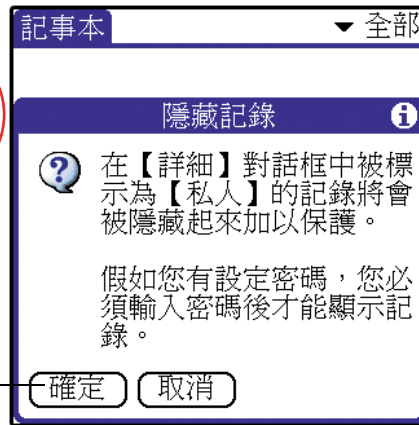 記事本
全部
隱藏記錄
在【詳細】對話框中被標
示為【私人】的記錄將會
被隱藏起來加以保護。
假如您有設定密碼,您必
須輸入密碼後才能顯示記
錄。
確定 取消